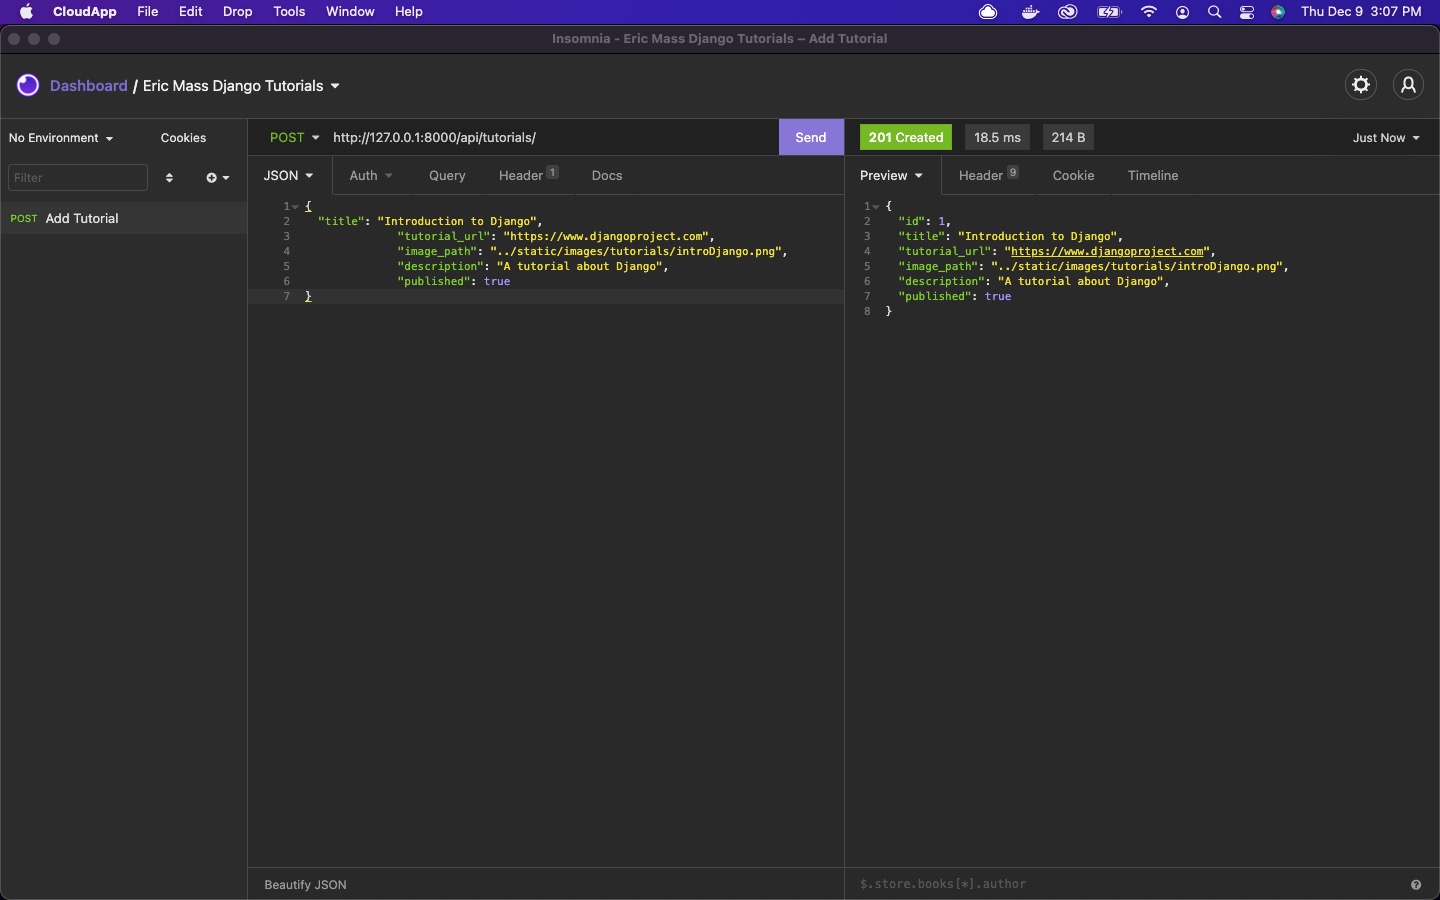 CloudApp File Edit Drop Tools Window Help Thu Dec 9 3:07 PM
Insomnia - Eric Mass Django Tutorials – Add Tutorial
Dashboard / Eric Mass Django Tutorials
No Environment Cookies
POST http://127.0.0.1:8000/api/tutorials/ Send
201 Created 18.5 ms 214 B Just Now
Filter
JSON Auth Query Header 1 Docs
Preview Header 9 Cookie Timeline
POST Add Tutorial
1 {
2 "title": "Introduction to Django",
3 "tutorial_url": "https://www.djangoproject.com",
4 "image_path": "../static/images/tutorials/introDjango.png",
5 "description": "A tutorial about Django",
6 "published": true
7 }
1 {
2 "id": 1,
3 "title": "Introduction to Django",
4 "tutorial_url": "https://www.djangoproject.com",
5 "image_path": "../static/images/tutorials/introDjango.png",
6 "description": "A tutorial about Django",
7 "published": true
8 }
Beautify JSON
$.store.books[*].author